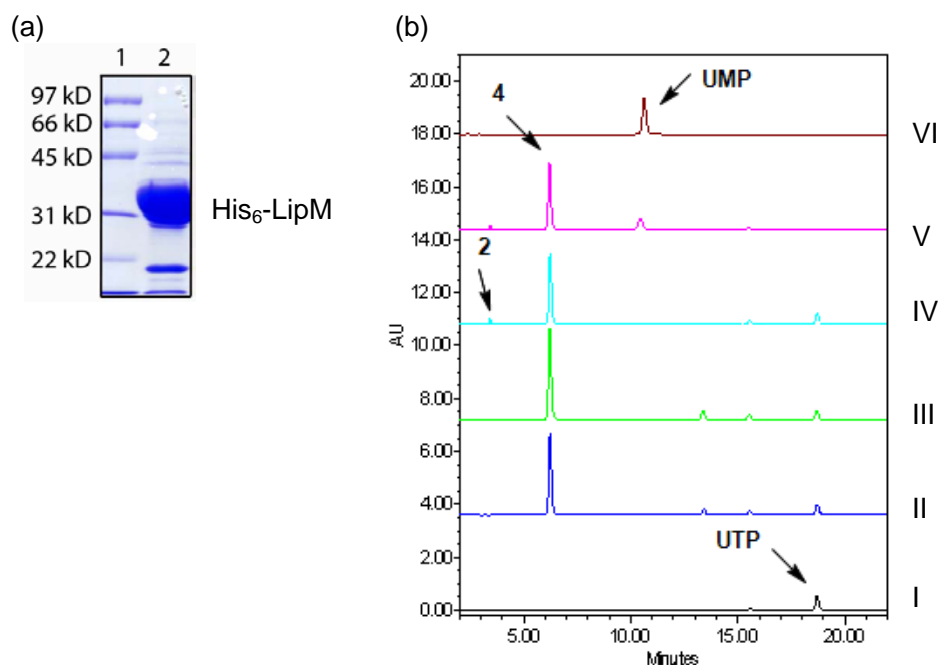 (a)
1 2
97 kD
66 kD
45 kD
31 kD
22 kD
His₆-LipM
(b)
20.00
18.00
16.00
14.00
12.00
10.00
8.00
6.00
4.00
2.00
0.00
AU
4
UMP
2
UTP
VI
V
IV
III
II
I
5.00 10.00 15.00 20.00
Minutes